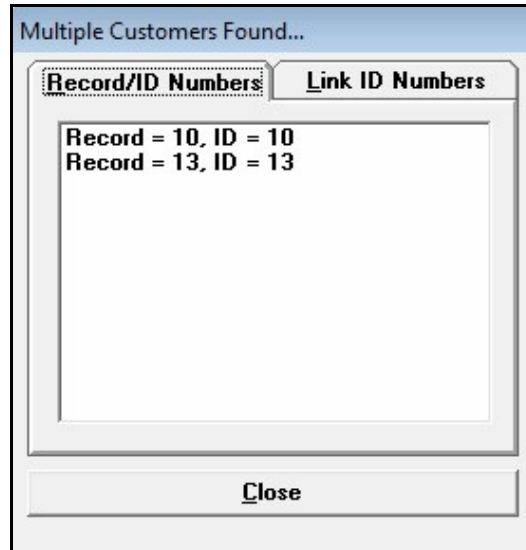 Multiple Customers Found...
Record/ID Numbers Link ID Numbers
Record = 10, ID = 10
Record = 13, ID = 13
Close